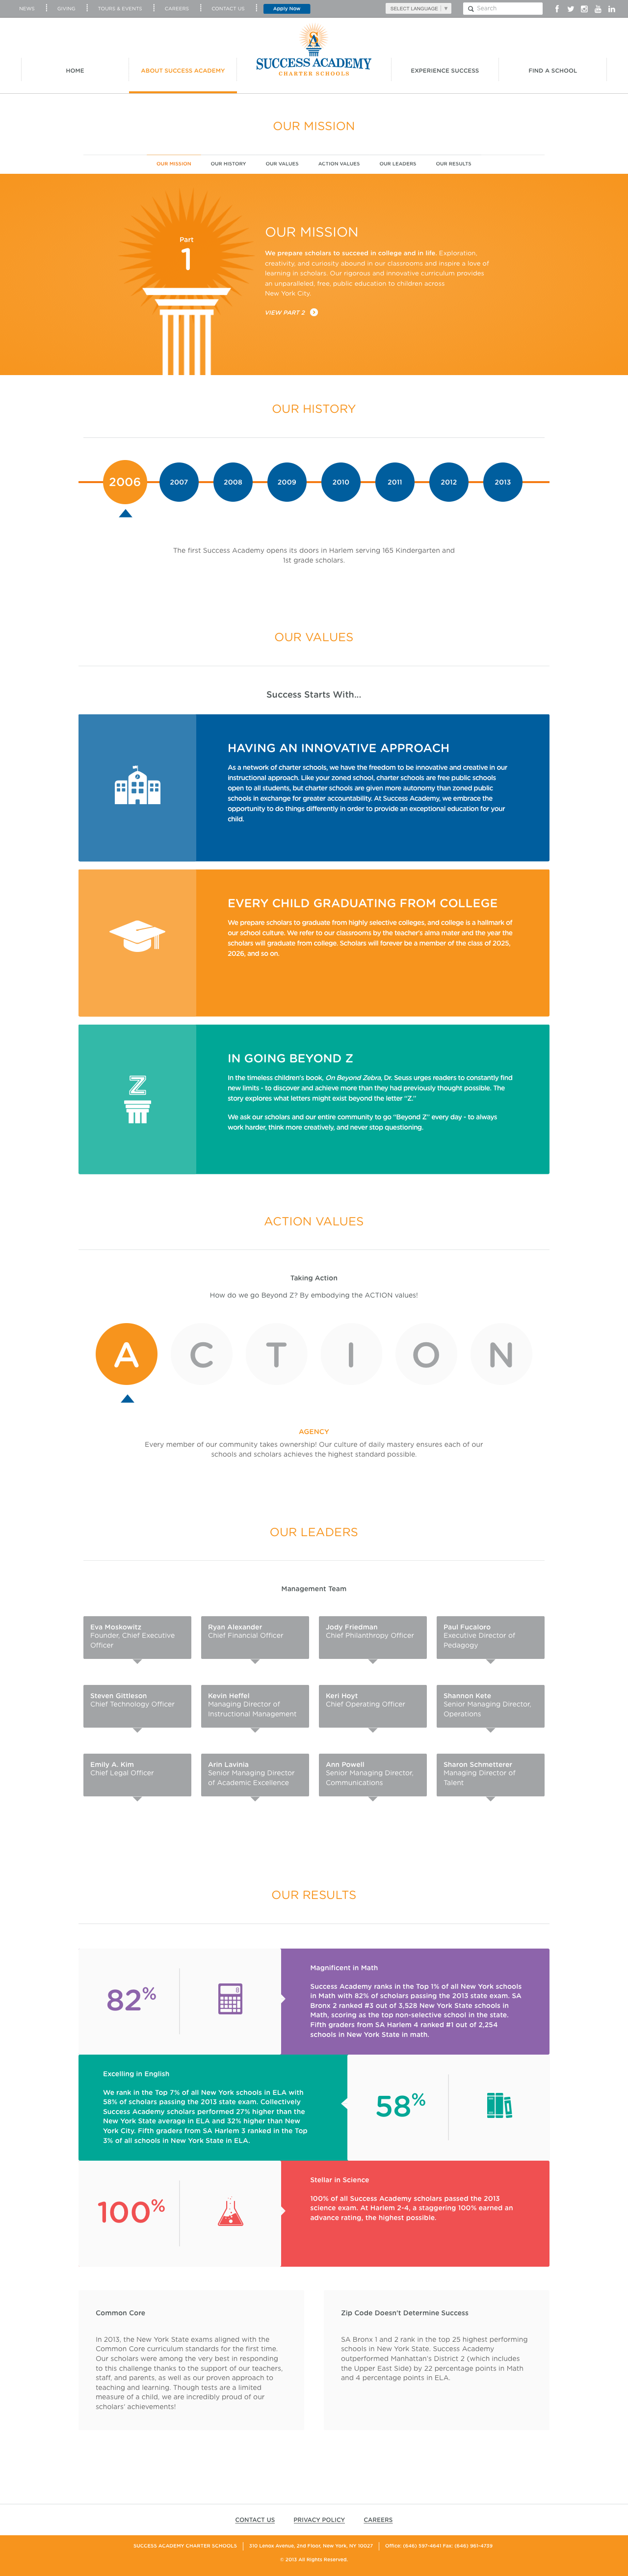 NEWS
GIVING
TOURS & EVENTS
CAREERS
CONTACT US
Apply Now
SELECT LANGUAGE
Search
HOME
ABOUT SUCCESS ACADEMY
SUCCESS ACADEMY
CHARTER SCHOOLS
EXPERIENCE SUCCESS
FIND A SCHOOL
OUR MISSION
OUR MISSION
OUR HISTORY
OUR VALUES
ACTION VALUES
OUR LEADERS
OUR RESULTS
Part
1
OUR MISSION
We prepare scholars to succeed in college and in life. Exploration,
creativity, and curiosity abound in our classrooms and inspire a love of
learning in scholars. Our rigorous and innovative curriculum provides
an unparalleled, free, public education to children across
New York City.
VIEW PART 2
OUR HISTORY
2006
2007
2008
2009
2010
2011
2012
2013
The first Success Academy opens its doors in Harlem serving 165 Kindergarten and
1st grade scholars.
OUR VALUES
Success Starts With...
HAVING AN INNOVATIVE APPROACH
As a network of charter schools, we have the freedom to be innovative and creative in our
instructional approach. Like your zoned school, charter schools are free public schools
open to all students, but charter schools are given more autonomy than zoned public
schools in exchange for greater accountability. At Success Academy, we embrace the
opportunity to do things differently in order to provide an exceptional education for your
child.
EVERY CHILD GRADUATING FROM COLLEGE
We prepare scholars to graduate from highly selective colleges, and college is a hallmark of
our school culture. We refer to our classrooms by the teacher's alma mater and the year the
scholars will graduate from college. Scholars will forever be a member of the class of 2025,
2026, and so on.
Z
IN GOING BEYOND Z
In the timeless children's book, On Beyond Zebra, Dr. Seuss urges readers to constantly find
new limits - to discover and achieve more than they had previously thought possible. The
story explores what letters might exist beyond the letter "Z."
We ask our scholars and our entire community to go "Beyond Z" every day - to always
work harder, think more creatively, and never stop questioning.
ACTION VALUES
Taking Action
How do we go Beyond Z? By embodying the ACTION values!
A
C
T
I
O
N
AGENCY
Every member of our community takes ownership! Our culture of daily mastery ensures each of our
schools and scholars achieves the highest standard possible.
OUR LEADERS
Management Team
Eva Moskowitz
Founder, Chief Executive
Officer
Ryan Alexander
Chief Financial Officer
Jody Friedman
Chief Philanthropy Officer
Paul Fucaloro
Executive Director of
Pedagogy
Steven Gittleson
Chief Technology Officer
Kevin Heffel
Managing Director of
Instructional Management
Keri Hoyt
Chief Operating Officer
Shannon Kete
Senior Managing Director,
Operations
Emily A. Kim
Chief Legal Officer
Arin Lavinia
Senior Managing Director
of Academic Excellence
Ann Powell
Senior Managing Director,
Communications
Sharon Schmetterer
Managing Director of
Talent
OUR RESULTS
82%
Magnificent in Math
Success Academy ranks in the Top 1% of all New York schools
in Math with 82% of scholars passing the 2013 state exam. SA
Bronx 2 ranked #3 out of 3,528 New York State schools in
Math, scoring as the top non-selective school in the state.
Fifth graders from SA Harlem 4 ranked #1 out of 2,254
schools in New York State in math.
Excelling in English
We rank in the Top 7% of all New York schools in ELA with
58% of scholars passing the 2013 state exam. Collectively
Success Academy scholars performed 27% higher than the
New York State average in ELA and 32% higher than New
York City. Fifth graders from SA Harlem 3 ranked in the Top
3% of all schools in New York State in ELA.
58%
100%
Stellar in Science
100% of all Success Academy scholars passed the 2013
science exam. At Harlem 2-4, a staggering 100% earned an
advance rating, the highest possible.
Common Core
In 2013, the New York State exams aligned with the
Common Core curriculum standards for the first time.
Our scholars were among the very best in responding
to this challenge thanks to the support of our teachers,
staff, and parents, as well as our proven approach to
teaching and learning. Though tests are a limited
measure of a child, we are incredibly proud of our
scholars' achievements!
Zip Code Doesn't Determine Success
SA Bronx 1 and 2 rank in the top 25 highest performing
schools in New York State. Success Academy
outperformed Manhattan's District 2 (which includes
the Upper East Side) by 22 percentage points in Math
and 4 percentage points in ELA.
CONTACT US
PRIVACY POLICY
CAREERS
SUCCESS ACADEMY CHARTER SCHOOLS
310 Lenox Avenue, 2nd Floor, New York, NY 10027
Office: (646) 597-4641 Fax: (646) 961-4739
© 2013 All Rights Reserved.